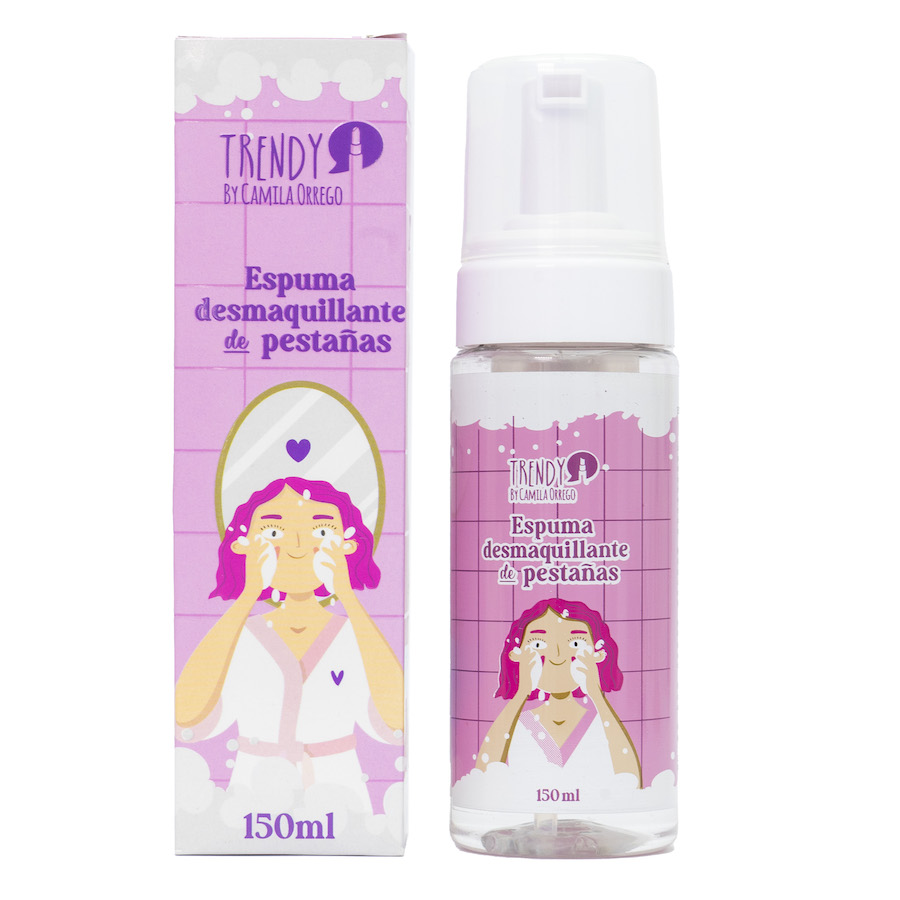 TRENDY
BY CAMILA ORREGO
Espuma
desmaquillante
de pestañas
150ml
TRENDY
BY CAMILA ORREGO
Espuma
desmaquillante
de pestañas
150 ml